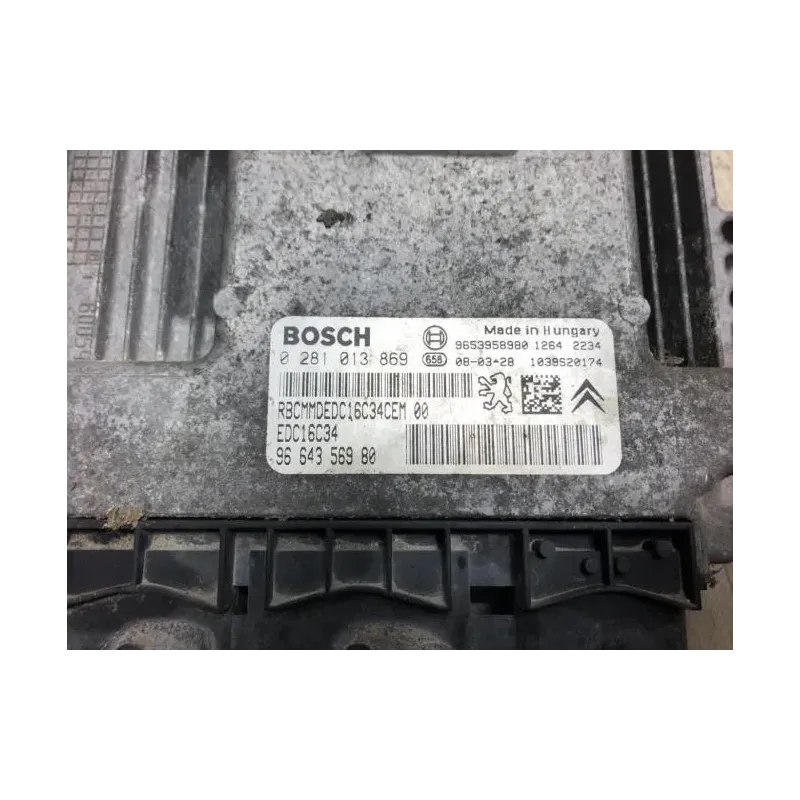 BOSCH
Made in Hungary
9653958980 1264 2234
0 281 013 869
658 08-03-28 1039S20174
RBCMMDEDC16C34CEM 00
EDC16C34
96 643 569 80